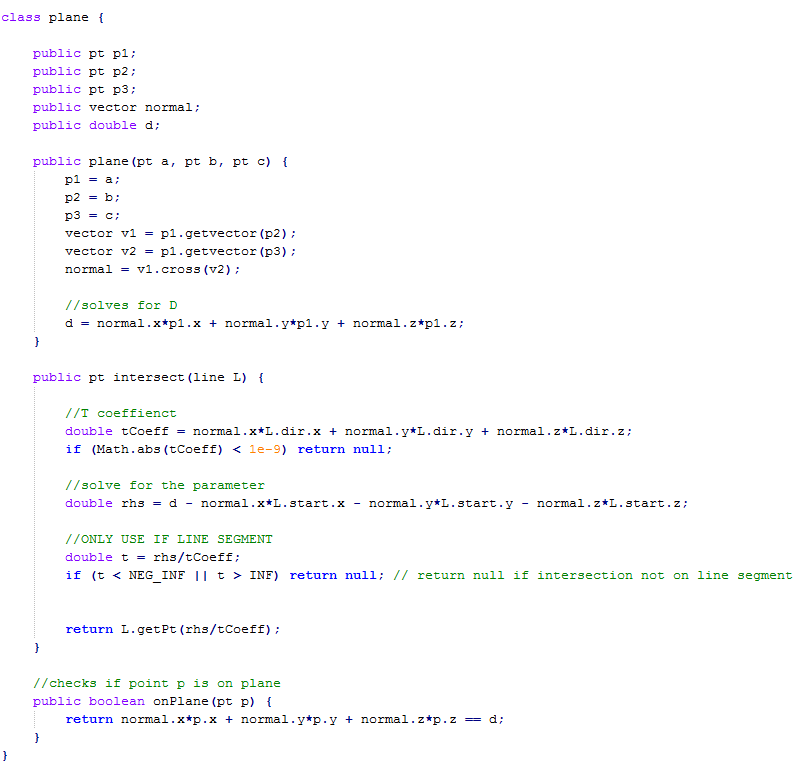 class plane {
public pt p1;
public pt p2;
public pt p3;
public vector normal;
public double d;
public plane(pt a, pt b, pt c) {
p1 = a;
p2 = b;
p3 = c;
vector v1 = p1.getvector(p2);
vector v2 = p1.getvector(p3);
normal = v1.cross(v2);
//solves for D
d = normal.x*p1.x + normal.y*p1.y + normal.z*p1.z;
}
public pt intersect(line L) {
//T coeffienct
double tCoeff = normal.x*L.dir.x + normal.y*L.dir.y + normal.z*L.dir.z;
if (Math.abs(tCoeff) < 1e-9) return null;
//solve for the parameter
double rhs = d - normal.x*L.start.x - normal.y*L.start.y - normal.z*L.start.z;
//ONLY USE IF LINE SEGMENT
double t = rhs/tCoeff;
if (t < NEG_INF || t > INF) return null; // return null if intersection not on line segment
return L.getPt(rhs/tCoeff);
}
//checks if point p is on plane
public boolean onPlane(pt p) {
return normal.x*p.x + normal.y*p.y + normal.z*p.z == d;
}
}